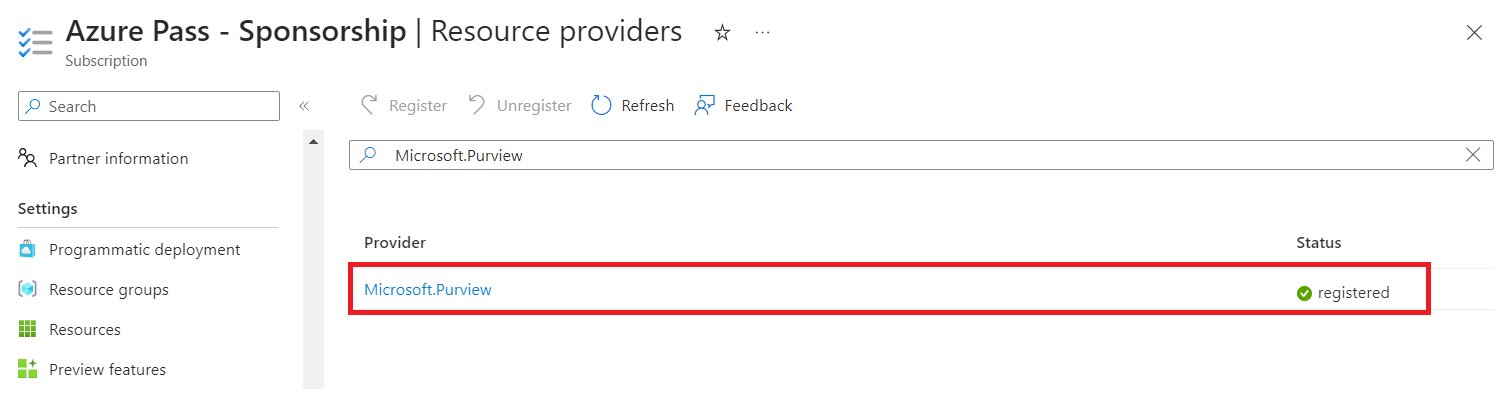 Azure Pass - Sponsorship | Resource providers
Subscription
Search
Register Unregister Refresh Feedback
Partner information
Microsoft.Purview
Settings
Provider Status
Programmatic deployment
Resource groups
Microsoft.Purview registered
Resources
Preview features